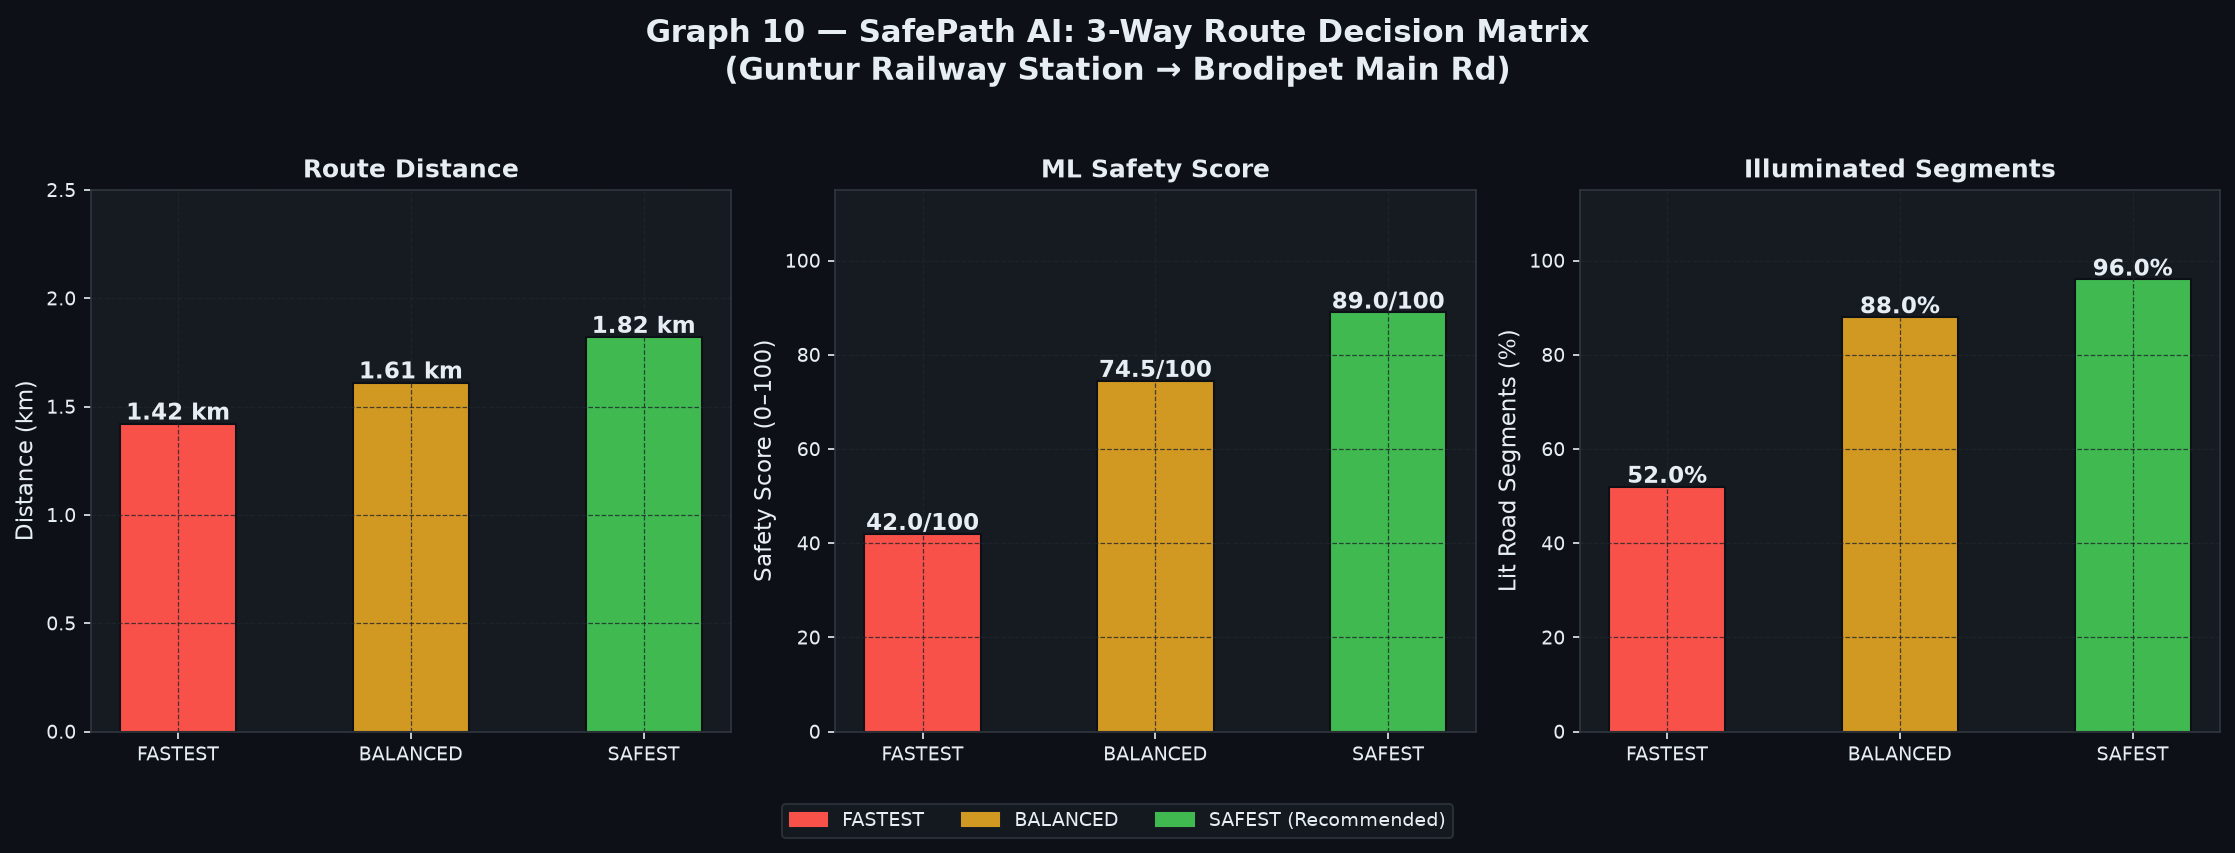 Graph 10 — SafePath AI: 3-Way Route Decision Matrix
(Guntur Railway Station → Brodipet Main Rd)
Route Distance
Distance (km)
2.5
2.0
1.5
1.0
0.5
0.0
1.42 km
1.61 km
1.82 km
FASTEST
BALANCED
SAFEST
ML Safety Score
Safety Score (0–100)
100
80
60
40
20
0
42.0/100
74.5/100
89.0/100
FASTEST
BALANCED
SAFEST
Illuminated Segments
Lit Road Segments (%)
100
80
60
40
20
0
52.0%
88.0%
96.0%
FASTEST
BALANCED
SAFEST
FASTEST
BALANCED
SAFEST (Recommended)